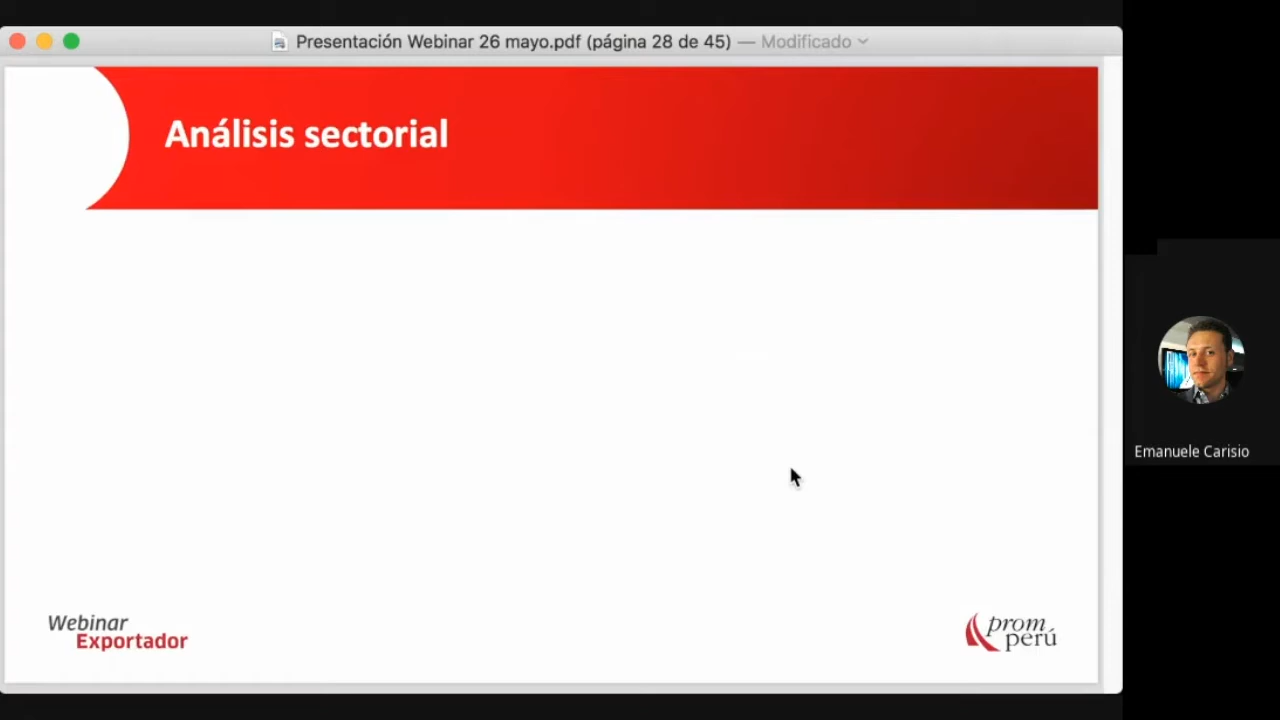 Presentación Webinar 26 mayo.pdf (página 28 de 45) — Modificado
Análisis sectorial
Emanuele Carisio
Webinar
Exportador
prom
perú